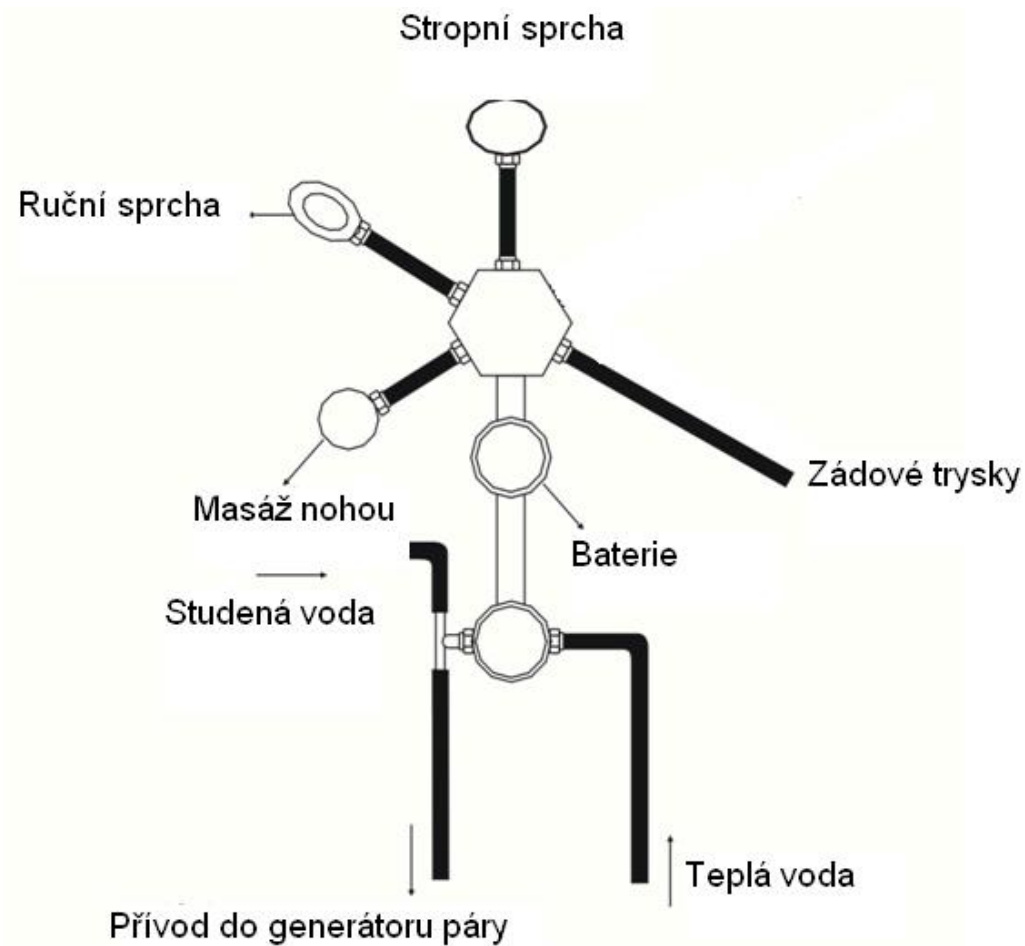 Stropní sprcha
Ruční sprcha
Zádové trysky
Masáž nohou
Baterie
Studená voda
Teplá voda
Přívod do generátoru páry